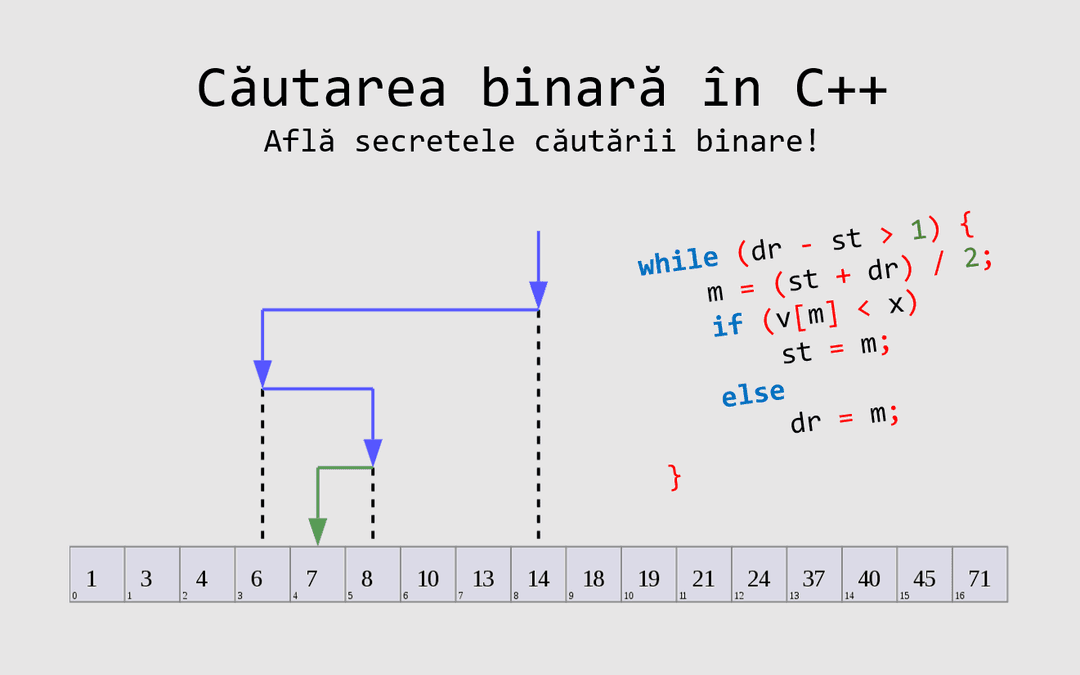 Căutarea binară în C++
Află secretele căutării binare!
while (dr - st > 1) {
m = (st + dr) / 2;
if (v[m] < x)
st = m;
else
dr = m;
}
1 3 4 6 7 8 10 13 14 18 19 21 24 37 40 45 71
0 1 2 3 4 5 6 7 8 9 10 11 12 13 14 15 16